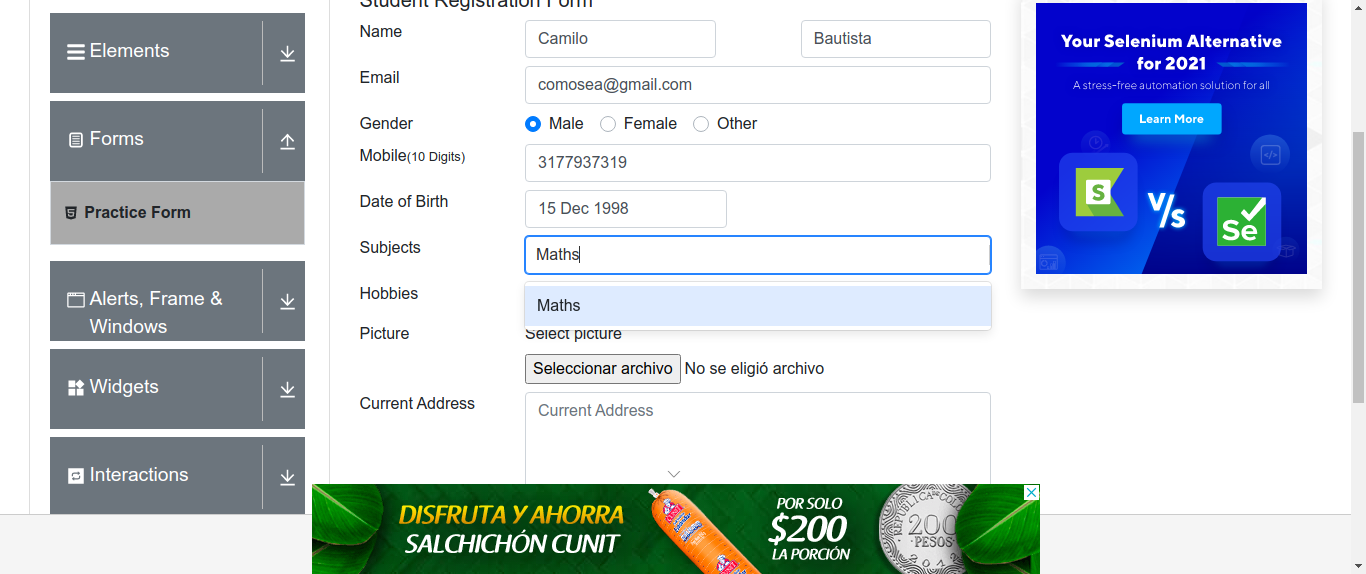 Student Registration Form
Elements
Forms
Practice Form
Alerts, Frame &
Windows
Widgets
Interactions
Name
Camilo
Bautista
Email
comosea@gmail.com
Gender
Male
Female
Other
Mobile(10 Digits)
3177937319
Date of Birth
15 Dec 1998
Subjects
Maths
Maths
Hobbies
Picture
Select picture
Seleccionar archivo No se eligió archivo
Current Address
Current Address
Your Selenium Alternative
for 2021
A stress-free automation solution for all
Learn More
S
V/s
Se
DISFRUTA Y AHORRA
SALCHICHÓN CUNIT
POR SOLO
$200
LA PORCIÓN
200
PESOS